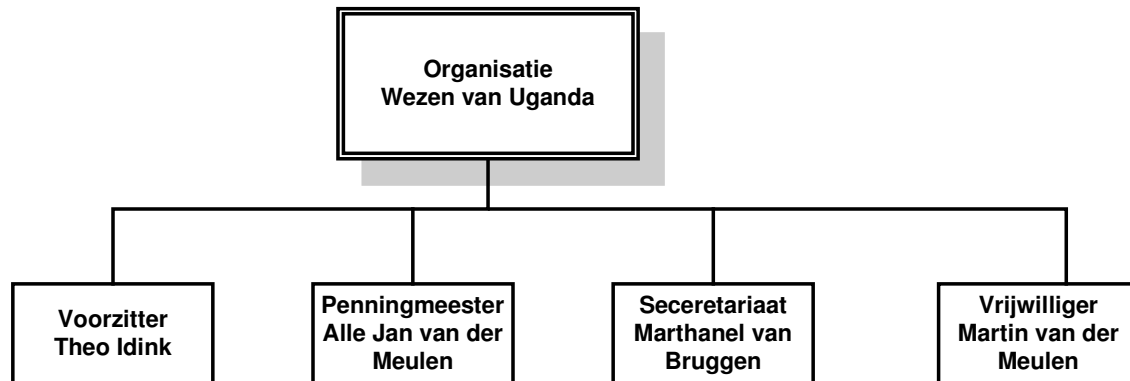 Organisatie
Wezen van Uganda
Voorzitter
Theo Idink
Penningmeester
Alle Jan van der
Meulen
Seceretariaat
Marthanel van
Bruggen
Vrijwilliger
Martin van der
Meulen